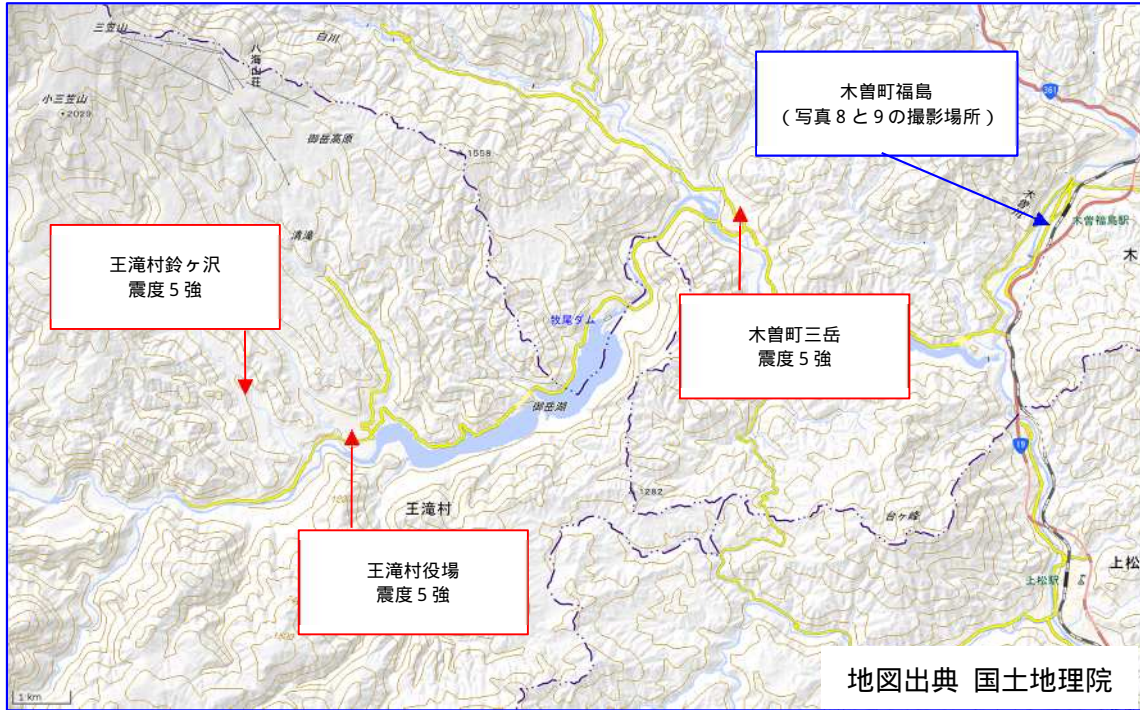 三笠山
白川
八海山荘
小三笠山
・2029
御岳高原
・1558
木曽町福島
(写真8と9の撮影場所)
361
木曽川
木曽福島駅
木
清滝
王滝村鈴ヶ沢
震度5強
牧尾ダム
木曽町三岳
震度5強
御岳湖
19
1282
王滝村
台ヶ峰
王滝村役場
震度5強
上松
上松駅
1 km
地図出典 国土地理院